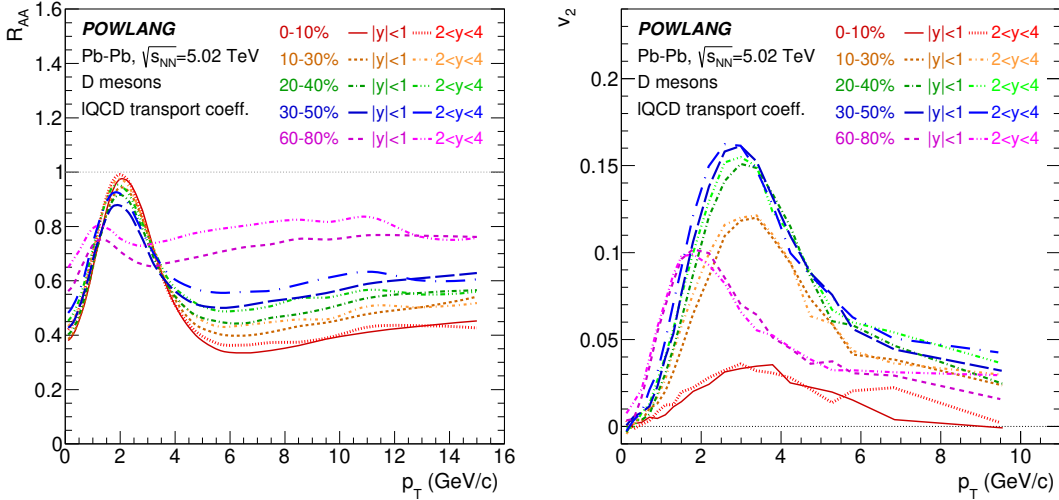 R_AA
1.6
1.4
1.2
1
0.8
0.6
0.4
0.2
0
POWLANG
Pb-Pb, √s_NN=5.02 TeV
D mesons
lQCD transport coeff.
0-10% |y|<1 2<y<4
10-30% |y|<1 2<y<4
20-40% |y|<1 2<y<4
30-50% |y|<1 2<y<4
60-80% |y|<1 2<y<4
0 2 4 6 8 10 12 14 16
p_T (GeV/c)
v_2
0.2
0.15
0.1
0.05
0
POWLANG
Pb-Pb, √s_NN=5.02 TeV
D mesons
lQCD transport coeff.
0-10% |y|<1 2<y<4
10-30% |y|<1 2<y<4
20-40% |y|<1 2<y<4
30-50% |y|<1 2<y<4
60-80% |y|<1 2<y<4
0 2 4 6 8 10
p_T (GeV/c)